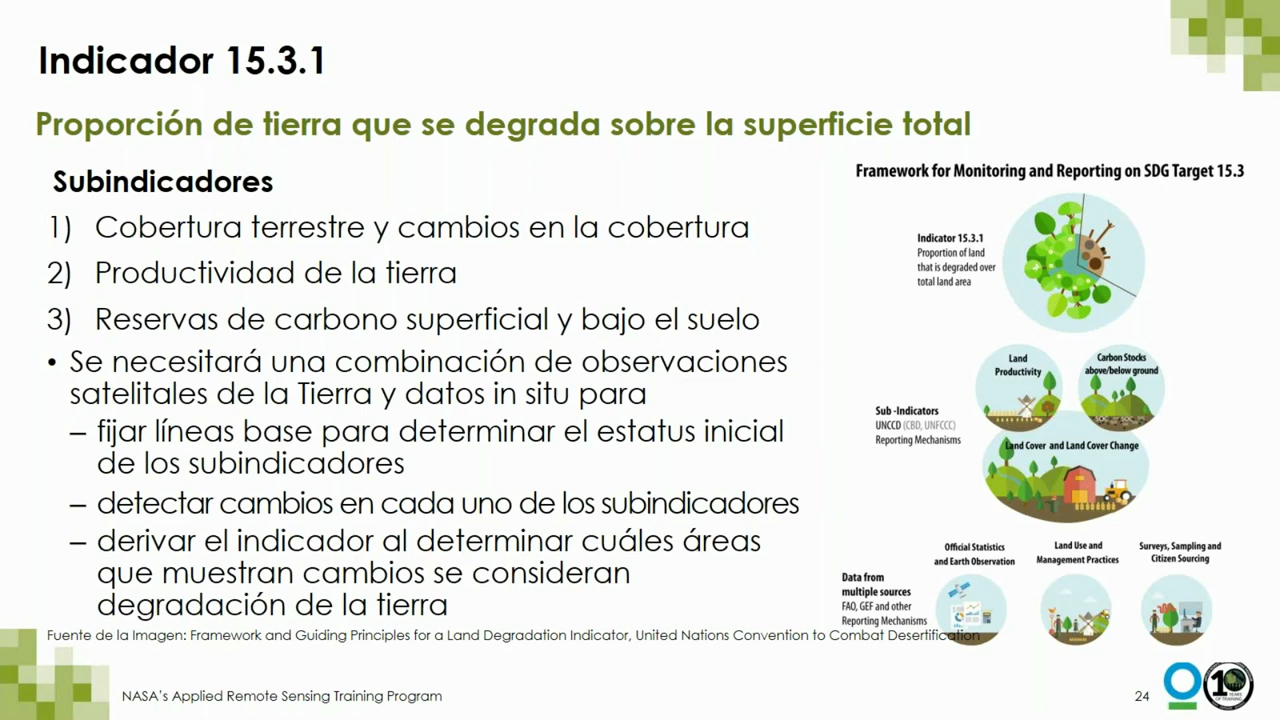 Indicador 15.3.1
Proporción de tierra que se degrada sobre la superficie total
Subindicadores
1) Cobertura terrestre y cambios en la cobertura
2) Productividad de la tierra
3) Reservas de carbono superficial y bajo el suelo
• Se necesitará una combinación de observaciones
satelitales de la Tierra y datos in situ para
– fijar líneas base para determinar el estatus inicial
de los subindicadores
– detectar cambios en cada uno de los subindicadores
– derivar el indicador al determinar cuáles áreas
que muestran cambios se consideran
degradación de la tierra
Framework for Monitoring and Reporting on SDG Target 15.3
Indicator 15.3.1
Proportion of land
that is degraded over
total land area
Land
Productivity
Carbon Stocks
above/below ground
Sub -Indicators
UNCCD (CBD, UNFCCC)
Reporting Mechanisms
Land Cover and Land Cover Change
Official Statistics
and Earth Observation
Land Use and
Management Practices
Surveys, Sampling and
Citizen Sourcing
Data from
multiple sources
FAO, GEF and other
Reporting Mechanisms
Fuente de la Imagen: Framework and Guiding Principles for a Land Degradation Indicator, United Nations Convention to Combat Desertification
NASA's Applied Remote Sensing Training Program
24
10
YEARS
OF TRAINING